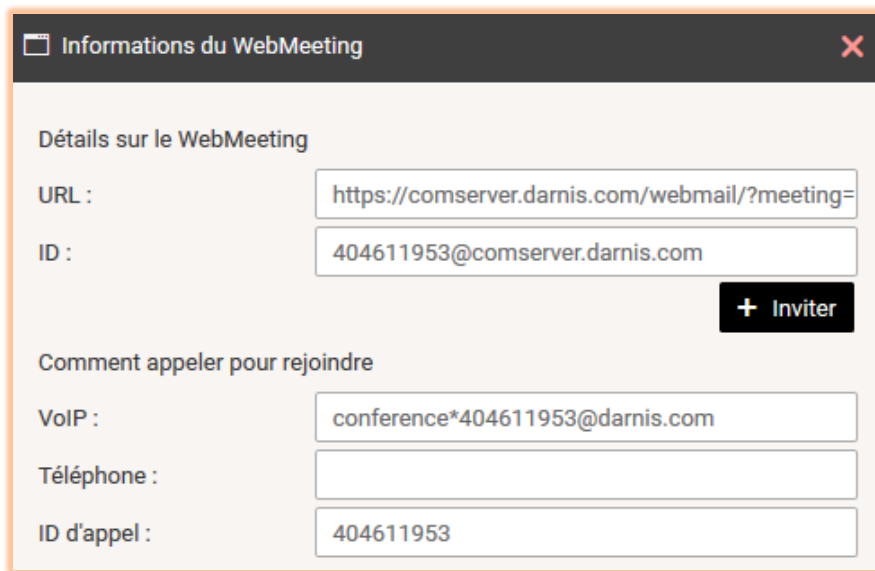 Informations du WebMeeting
Détails sur le WebMeeting
URL : https://comserver.darnis.com/webmail/?meeting=
ID : 404611953@comserver.darnis.com
+ Inviter
Comment appeler pour rejoindre
VoIP : conference*404611953@darnis.com
Téléphone :
ID d'appel : 404611953